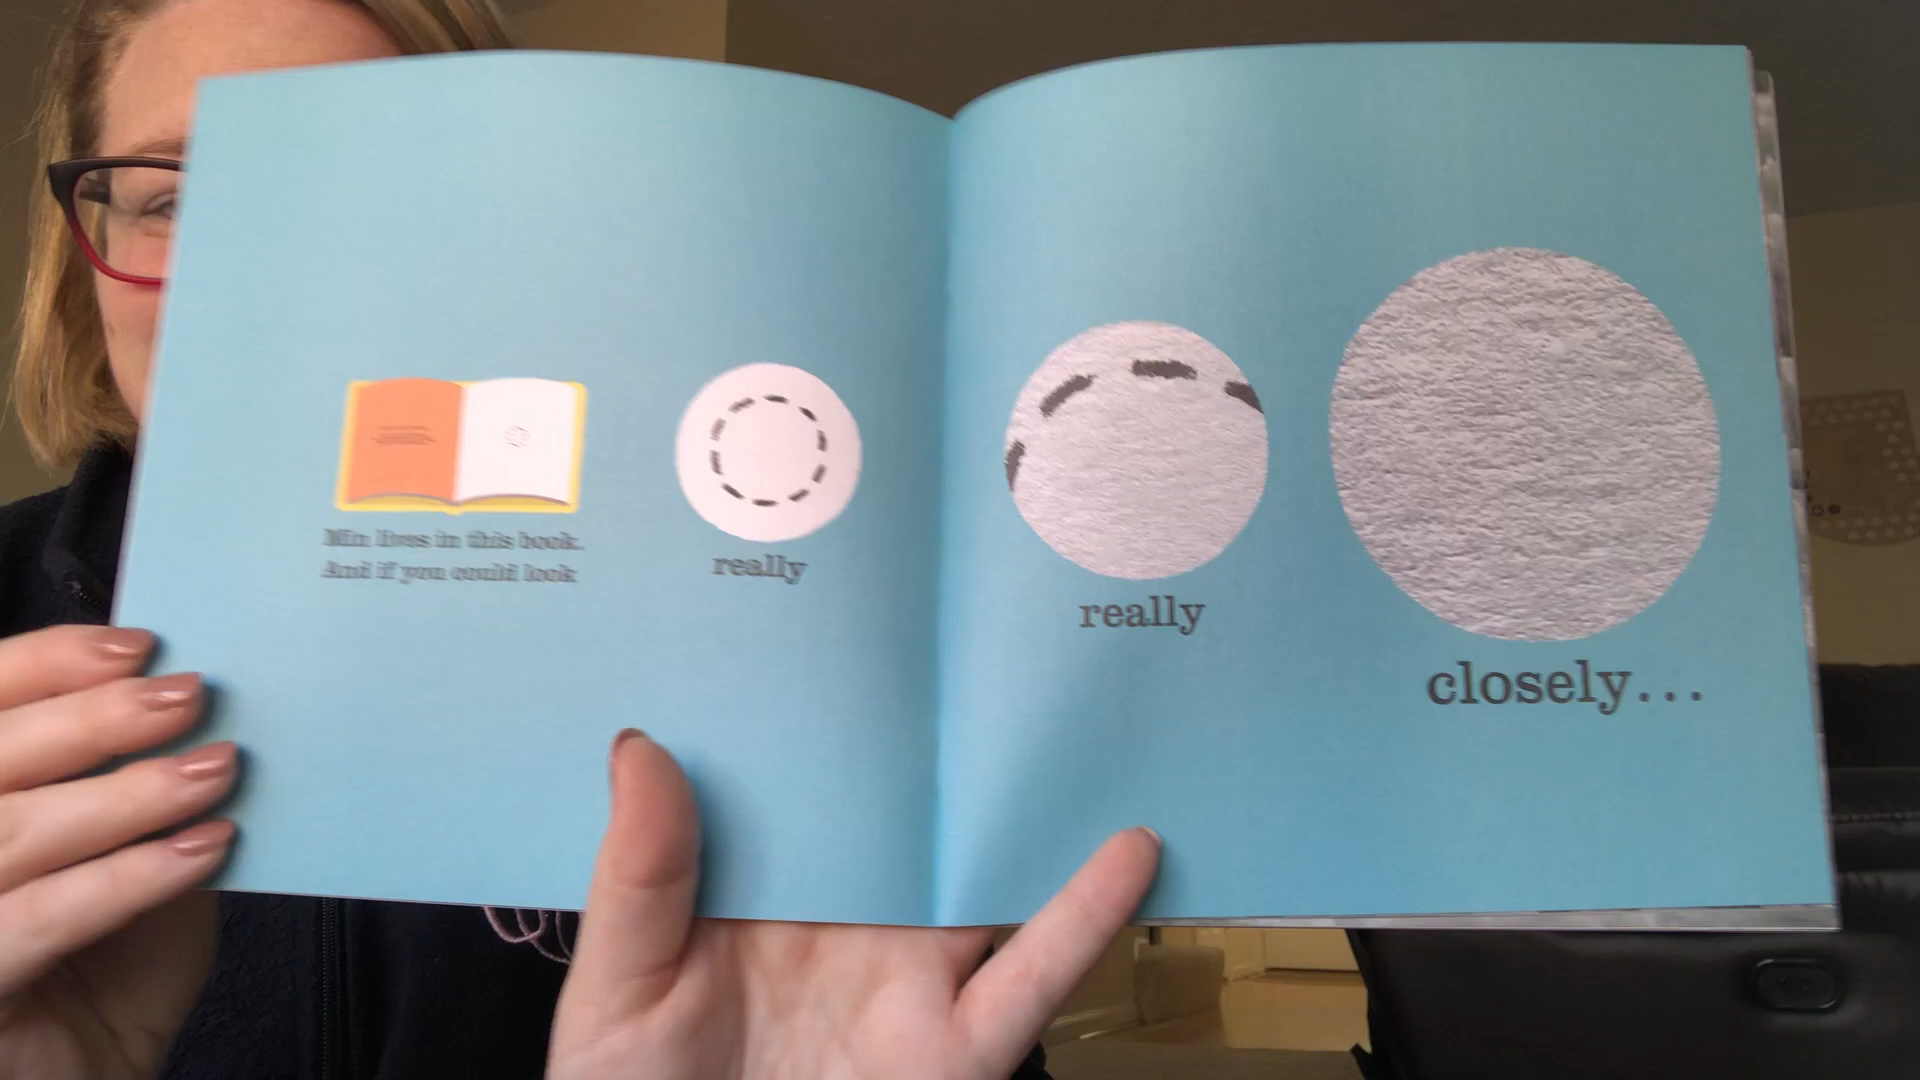 Min lives in this book.
And if you could look
really
really
closely...